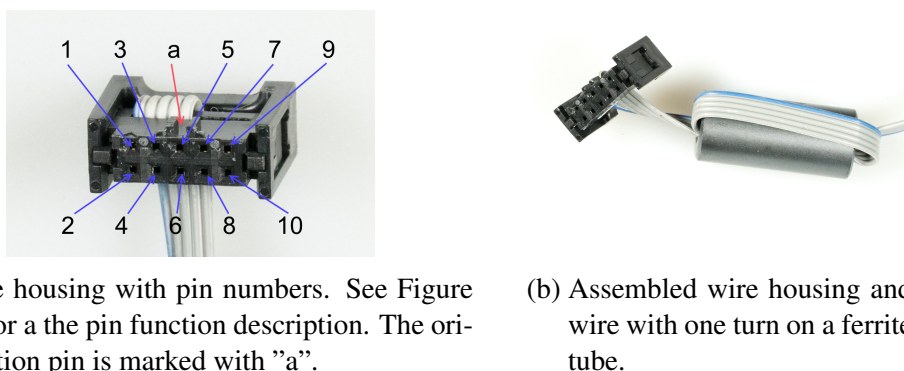 1 3 a 5 7 9
2 4 6 8 10
e housing with pin numbers. See Figure
or a the pin function description. The ori-
tion pin is marked with ”a”.
(b) Assembled wire housing and
wire with one turn on a ferrite
tube.